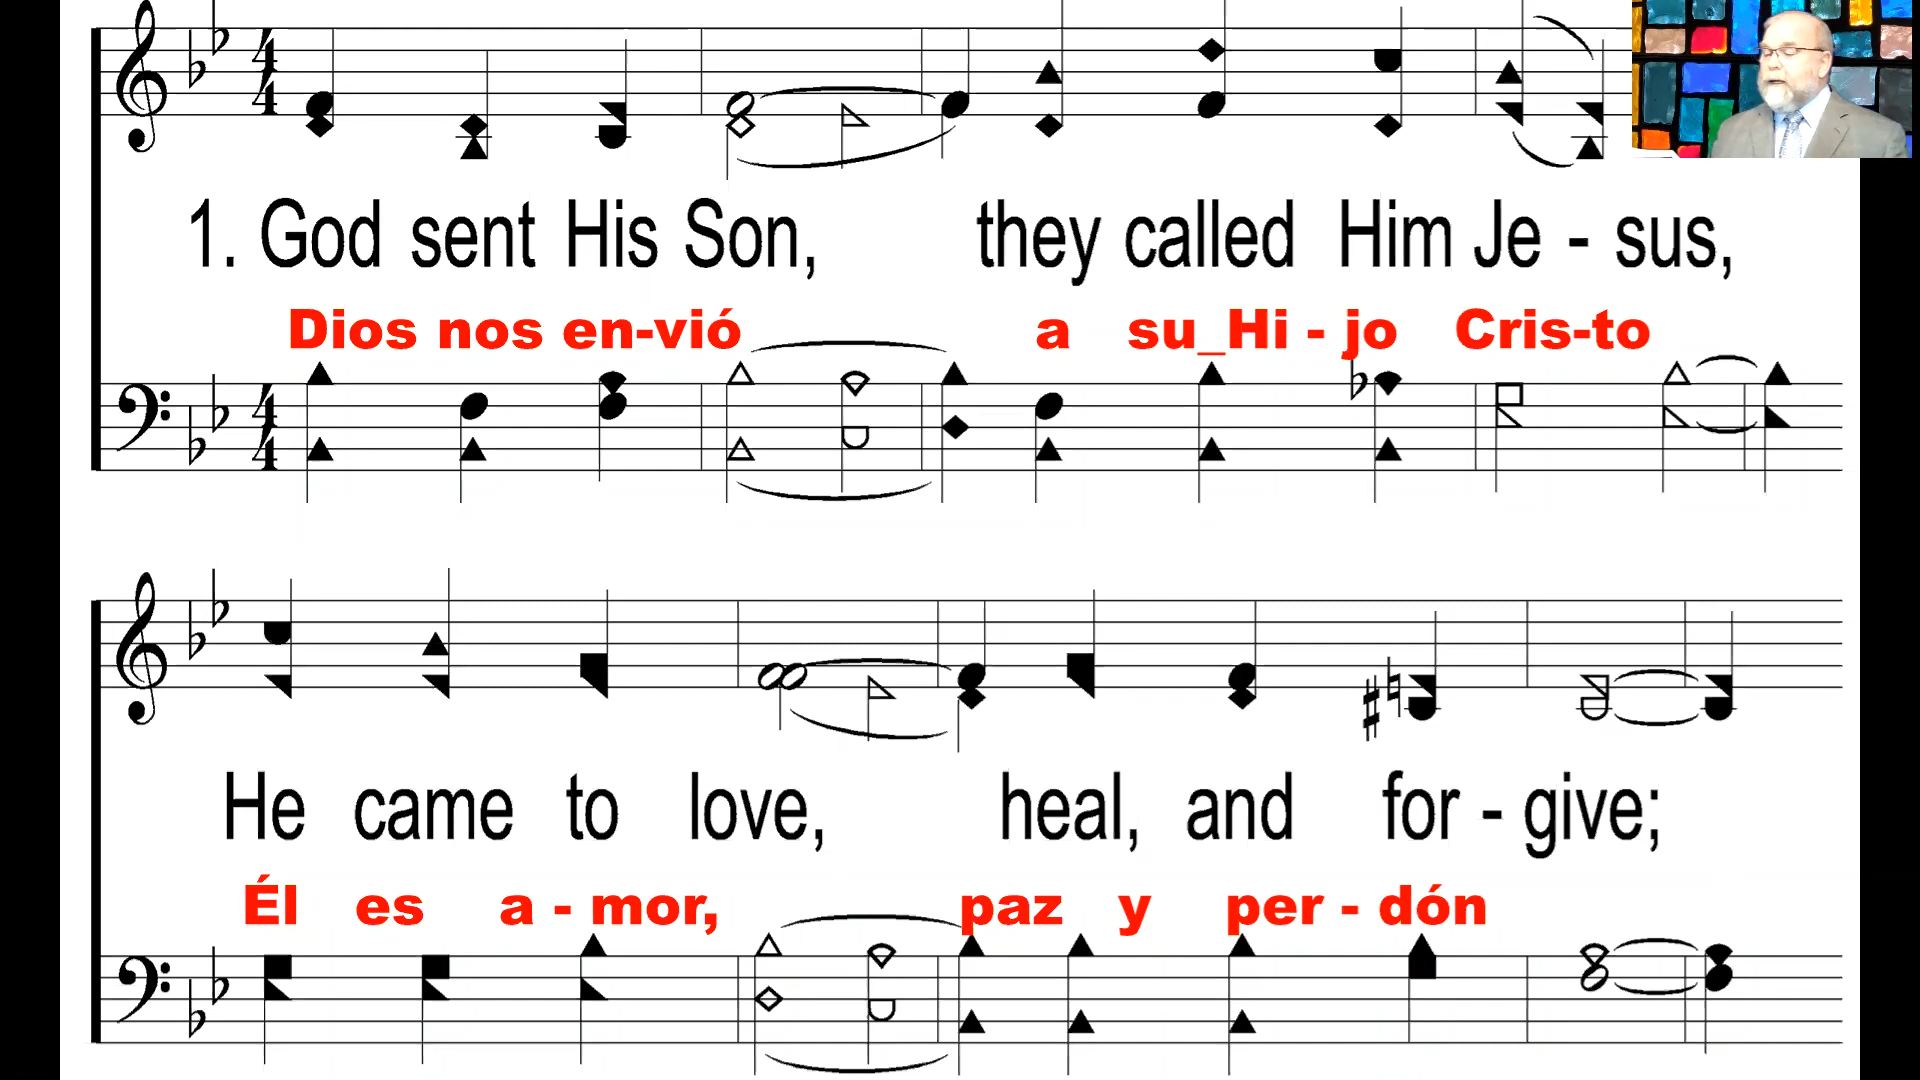 1. God sent His Son, they called Him Je - sus,
Dios nos en-vió a su_Hi - jo Cris-to
He came to love, heal, and for - give;
Él es a - mor, paz y per - dón